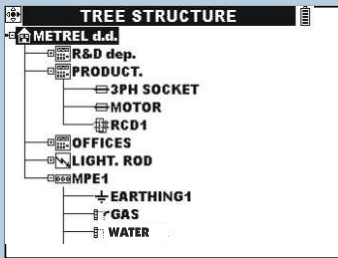 TREE STRUCTURE
METREL d.d.
R&D dep.
PRODUCT.
3PH SOCKET
MOTOR
RCD1
OFFICES
LIGHT. ROD
MPE1
EARTHING1
GAS
WATER